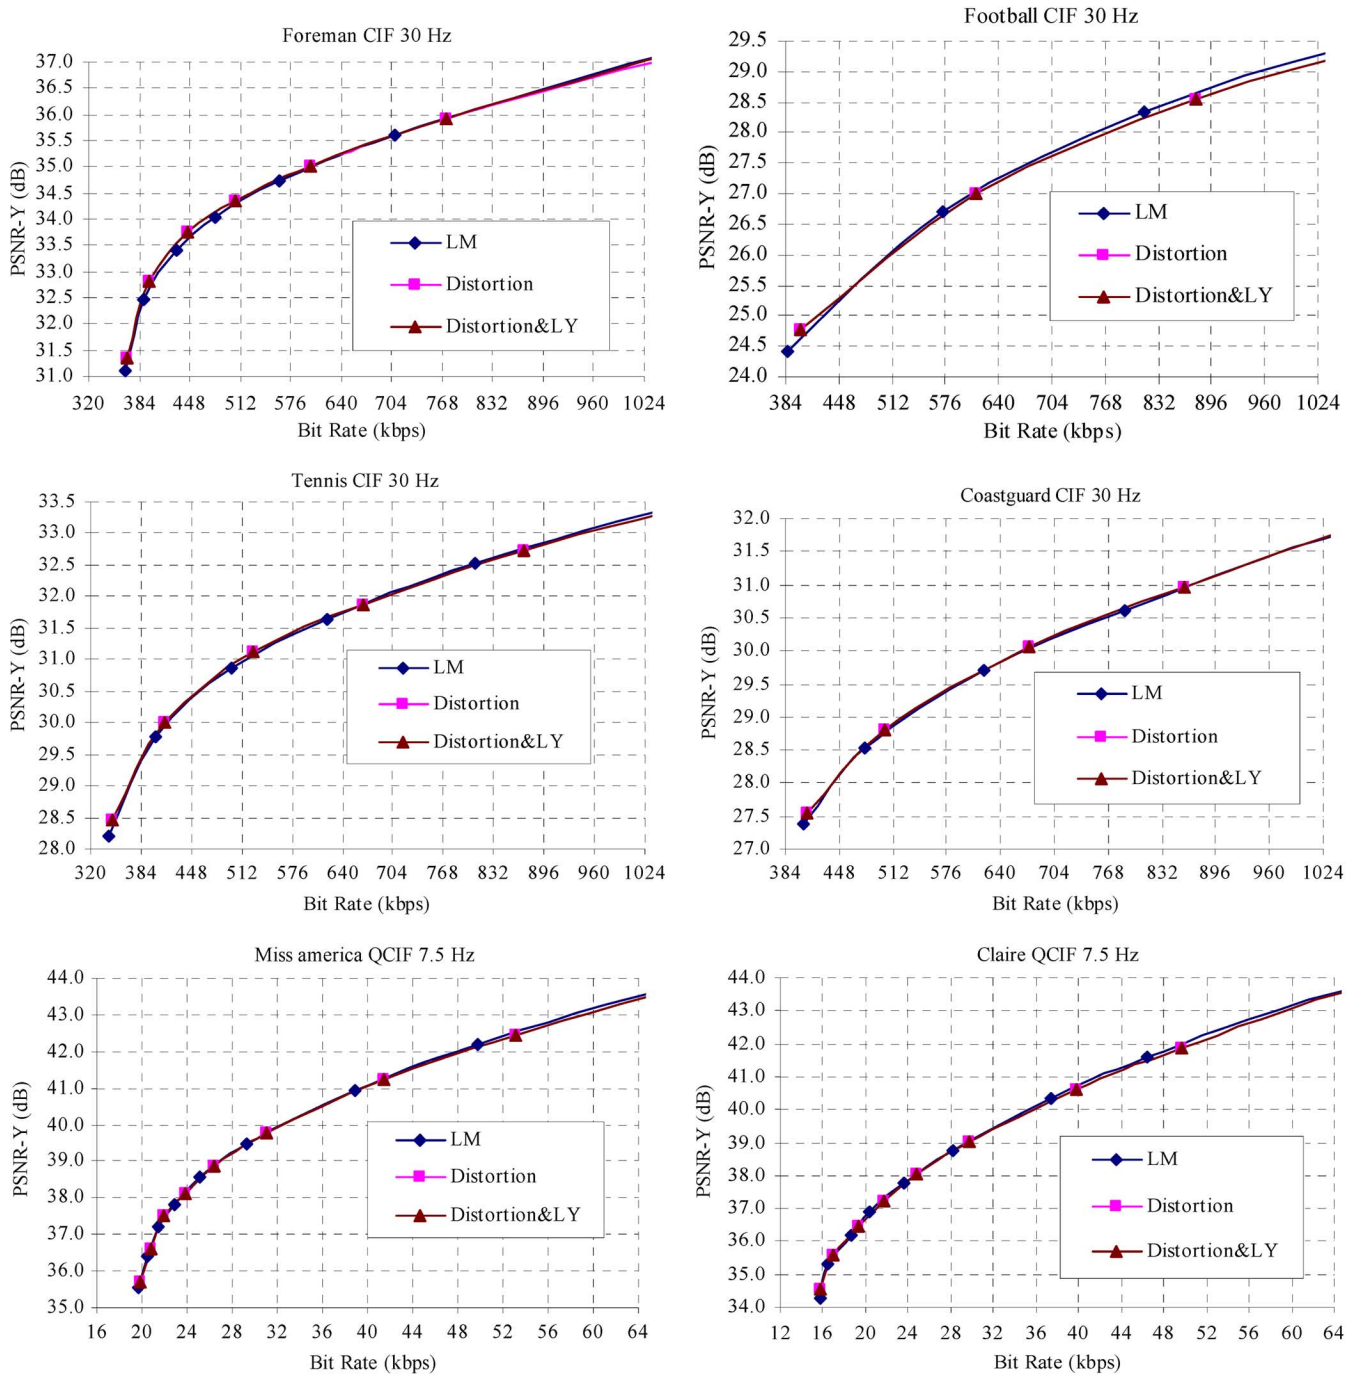 Foreman CIF 30 Hz
PSNR-Y (dB)
37.0
36.5
36.0
35.5
35.0
34.5
34.0
33.5
33.0
32.5
32.0
31.5
31.0
LM
Distortion
Distortion&LY
320 384 448 512 576 640 704 768 832 896 960 1024
Bit Rate (kbps)
Football CIF 30 Hz
PSNR-Y (dB)
29.5
29.0
28.5
28.0
27.5
27.0
26.5
26.0
25.5
25.0
24.5
24.0
LM
Distortion
Distortion&LY
384 448 512 576 640 704 768 832 896 960 1024
Bit Rate (kbps)
Tennis CIF 30 Hz
PSNR-Y (dB)
33.5
33.0
32.5
32.0
31.5
31.0
30.5
30.0
29.5
29.0
28.5
28.0
LM
Distortion
Distortion&LY
320 384 448 512 576 640 704 768 832 896 960 1024
Bit Rate (kbps)
Coastguard CIF 30 Hz
PSNR-Y (dB)
32.0
31.5
31.0
30.5
30.0
29.5
29.0
28.5
28.0
27.5
27.0
LM
Distortion
Distortion&LY
384 448 512 576 640 704 768 832 896 960 1024
Bit Rate (kbps)
Miss america QCIF 7.5 Hz
PSNR-Y (dB)
44.0
43.0
42.0
41.0
40.0
39.0
38.0
37.0
36.0
35.0
LM
Distortion
Distortion&LY
16 20 24 28 32 36 40 44 48 52 56 60 64
Bit Rate (kbps)
Claire QCIF 7.5 Hz
PSNR-Y (dB)
44.0
43.0
42.0
41.0
40.0
39.0
38.0
37.0
36.0
35.0
34.0
LM
Distortion
Distortion&LY
12 16 20 24 28 32 36 40 44 48 52 56 60 64
Bit Rate (kbps)